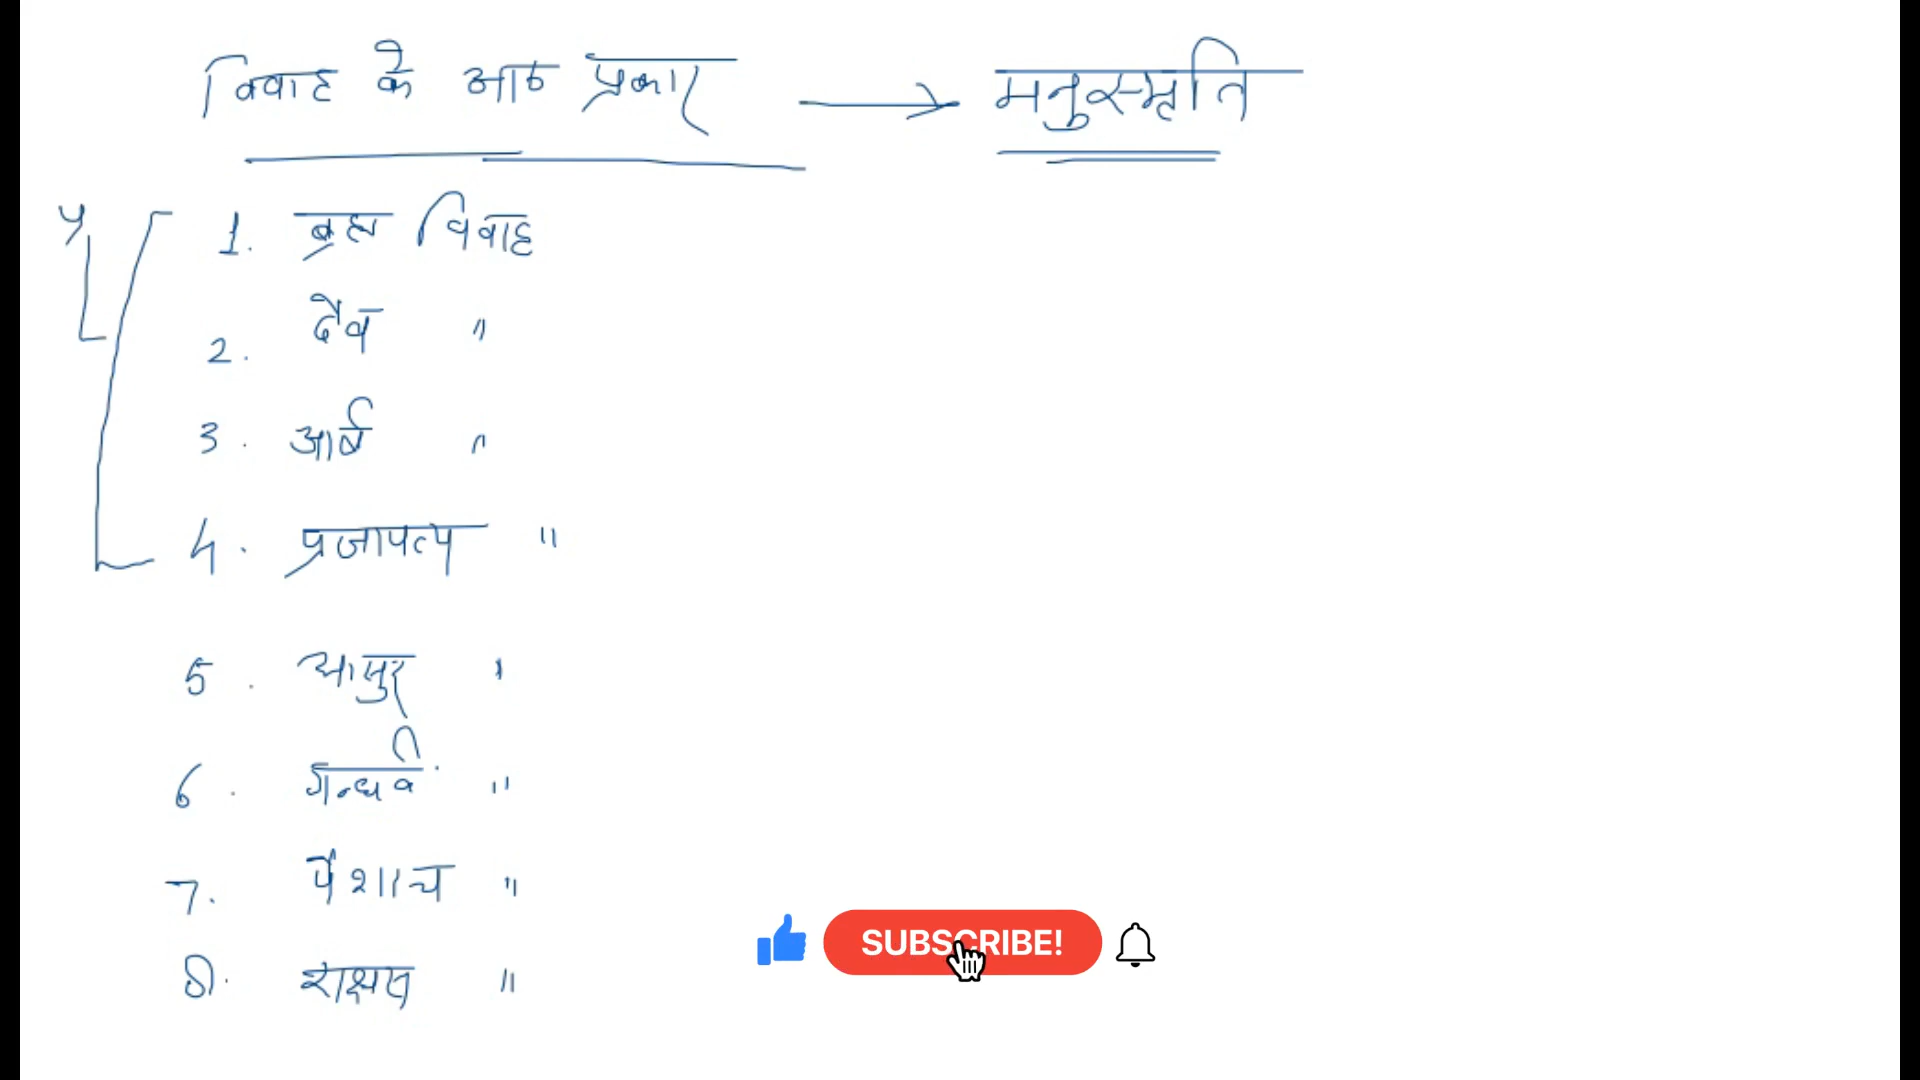 विवाह के आठ प्रकार → मनुस्मृति
1. ब्रह्म विवाह
2. दैव "
3. आर्ष "
4. प्रजापत्य "
5. आसुर '
6. गन्धर्व "
7. पैशाच "
8. राक्षस "
SUBSCRIBE!